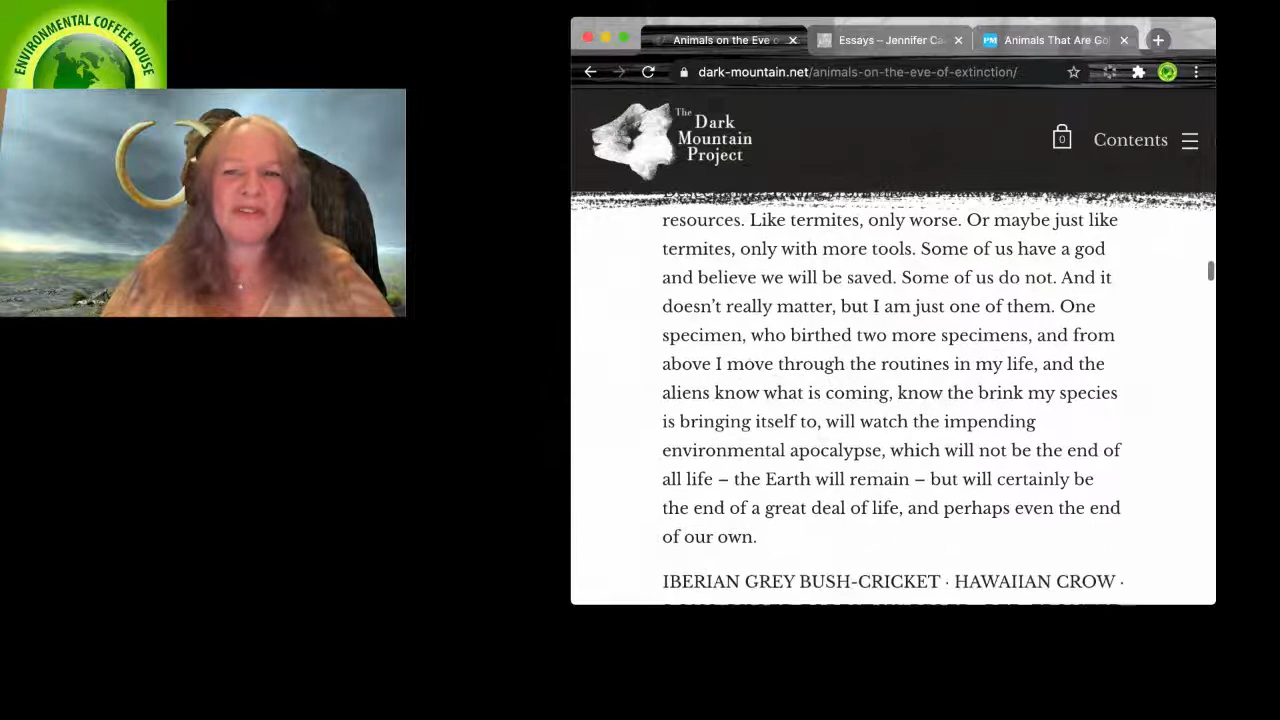 ENVIRONMENTAL COFFEE HOUSE
Animals on the Eve o
Essays – Jennifer Ca
PM
Animals That Are Goi
dark-mountain.net/animals-on-the-eve-of-extinction/
The
Dark
Mountain
Project
0
Contents
resources. Like termites, only worse. Or maybe just like
termites, only with more tools. Some of us have a god
and believe we will be saved. Some of us do not. And it
doesn’t really matter, but I am just one of them. One
specimen, who birthed two more specimens, and from
above I move through the routines in my life, and the
aliens know what is coming, know the brink my species
is bringing itself to, will watch the impending
environmental apocalypse, which will not be the end of
all life – the Earth will remain – but will certainly be
the end of a great deal of life, and perhaps even the end
of our own.
IBERIAN GREY BUSH-CRICKET · HAWAIIAN CROW ·